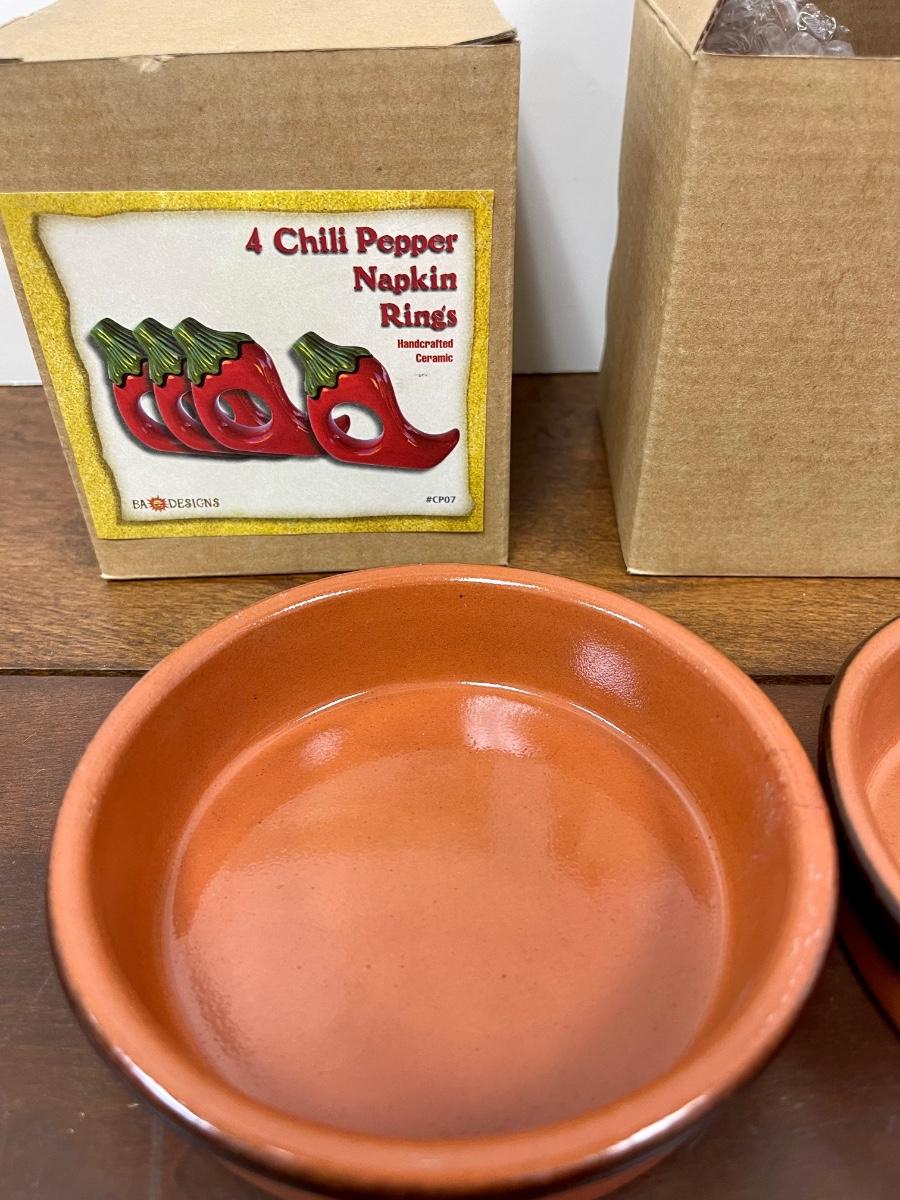 4 Chili Pepper
Napkin
Rings
Handcrafted
Ceramic
BA DESIGNS
#CP07